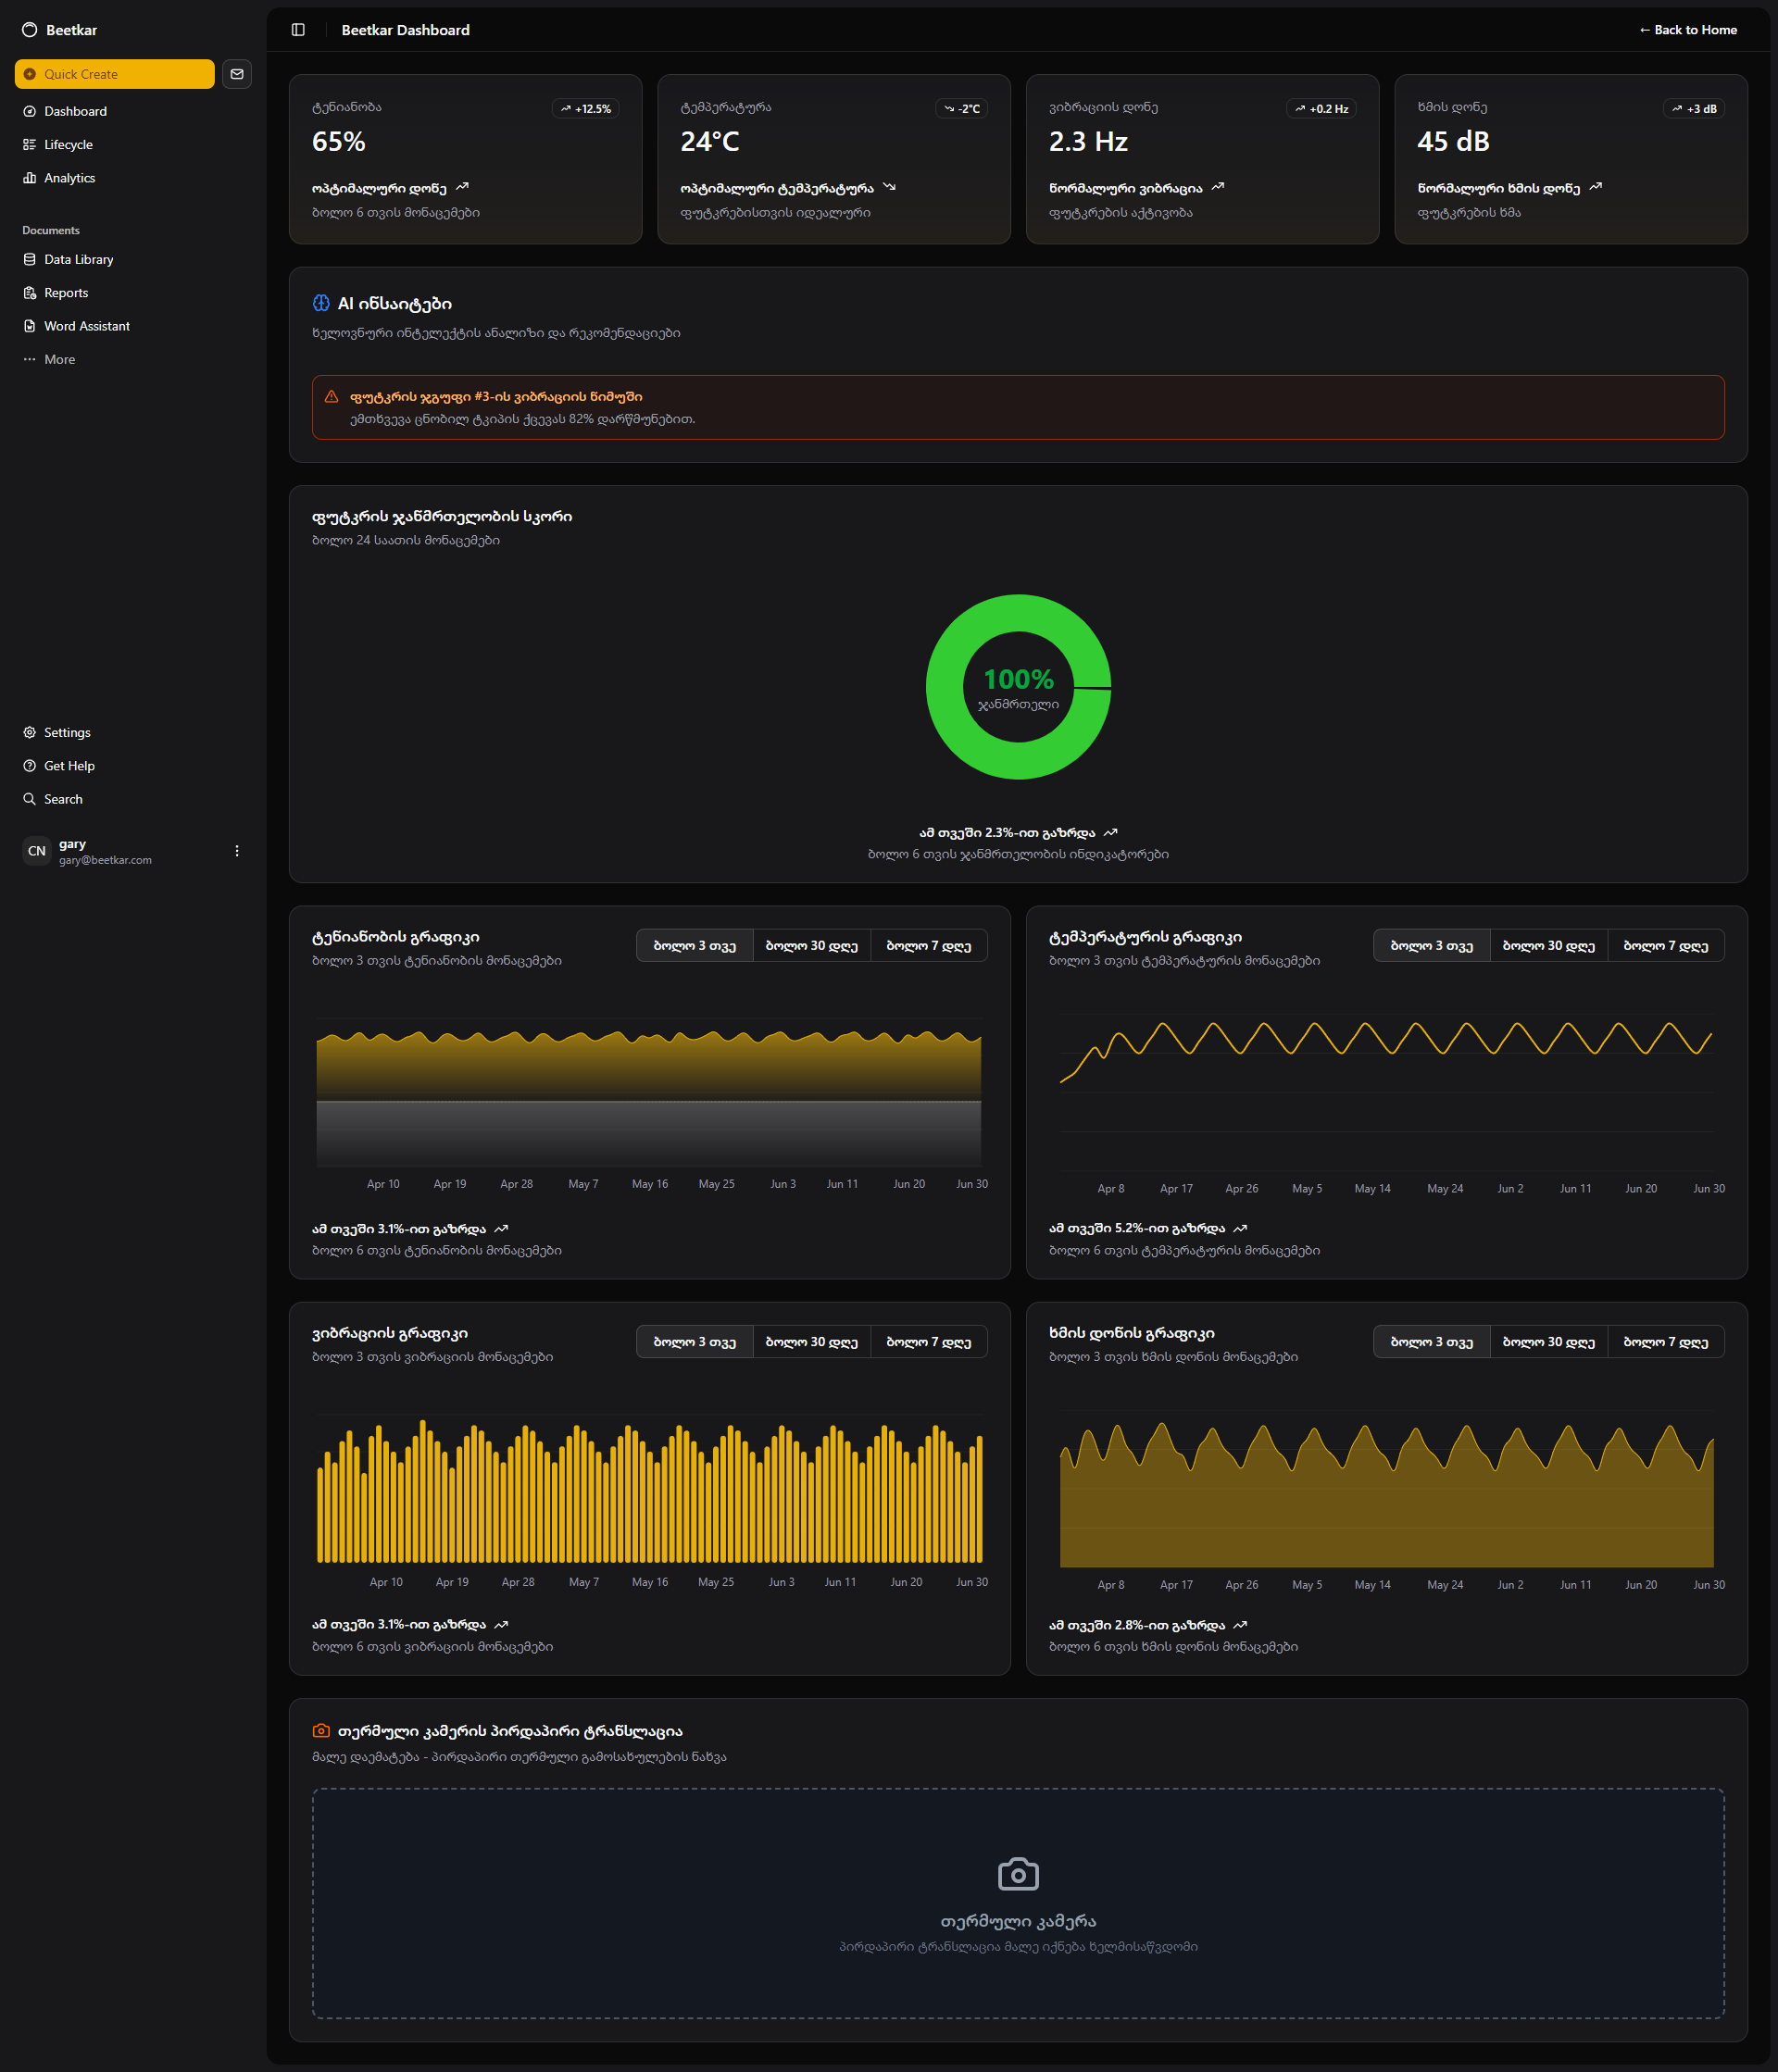 Beetkar
Quick Create
Dashboard
Lifecycle
Analytics
Documents
Data Library
Reports
Word Assistant
More
Settings
Get Help
Search
CN
gary
gary@beetkar.com
Beetkar Dashboard
← Back to Home
ტენიანობა
+12.5%
65%
ოპტიმალური დონე
ბოლო 6 თვის მონაცემები
ტემპერატურა
-2°C
24°C
ოპტიმალური ტემპერატურა
ფუტკრებისთვის იდეალური
ვიბრაციის დონე
+0.2 Hz
2.3 Hz
ნორმალური ვიბრაცია
ფუტკრების აქტივობა
ხმის დონე
+3 dB
45 dB
ნორმალური ხმის დონე
ფუტკრების ხმა
AI ინსაიტები
ხელოვნური ინტელექტის ანალიზი და რეკომენდაციები
ფუტკრის ჯგუფი #3-ის ვიბრაციის ნიმუში
ემთხვევა ცნობილ ტკიპის ქცევას 82% დარწმუნებით.
ფუტკრის ჯანმრთელობის სკორი
ბოლო 24 საათის მონაცემები
100%
ჯანმრთელი
ამ თვეში 2.3%-ით გაზრდა
ბოლო 6 თვის ჯანმრთელობის ინდიკატორები
ტენიანობის გრაფიკი
ბოლო 3 თვის ტენიანობის მონაცემები
ბოლო 3 თვე ბოლო 30 დღე ბოლო 7 დღე
Apr 10 Apr 19 Apr 28 May 7 May 16 May 25 Jun 3 Jun 11 Jun 20 Jun 30
ამ თვეში 3.1%-ით გაზრდა
ბოლო 6 თვის ტენიანობის მონაცემები
ტემპერატურის გრაფიკი
ბოლო 3 თვის ტემპერატურის მონაცემები
ბოლო 3 თვე ბოლო 30 დღე ბოლო 7 დღე
Apr 8 Apr 17 Apr 26 May 5 May 14 May 24 Jun 2 Jun 11 Jun 20 Jun 30
ამ თვეში 5.2%-ით გაზრდა
ბოლო 6 თვის ტემპერატურის მონაცემები
ვიბრაციის გრაფიკი
ბოლო 3 თვის ვიბრაციის მონაცემები
ბოლო 3 თვე ბოლო 30 დღე ბოლო 7 დღე
Apr 10 Apr 19 Apr 28 May 7 May 16 May 25 Jun 3 Jun 11 Jun 20 Jun 30
ამ თვეში 3.1%-ით გაზრდა
ბოლო 6 თვის ვიბრაციის მონაცემები
ხმის დონის გრაფიკი
ბოლო 3 თვის ხმის დონის მონაცემები
ბოლო 3 თვე ბოლო 30 დღე ბოლო 7 დღე
Apr 8 Apr 17 Apr 26 May 5 May 14 May 24 Jun 2 Jun 11 Jun 20 Jun 30
ამ თვეში 2.8%-ით გაზრდა
ბოლო 6 თვის ხმის დონის მონაცემები
თერმული კამერის პირდაპირი ტრანსლაცია
მალე დაემატება - პირდაპირი თერმული გამოსახულების ნახვა
თერმული კამერა
პირდაპირი ტრანსლაცია მალე იქნება ხელმისაწვდომი